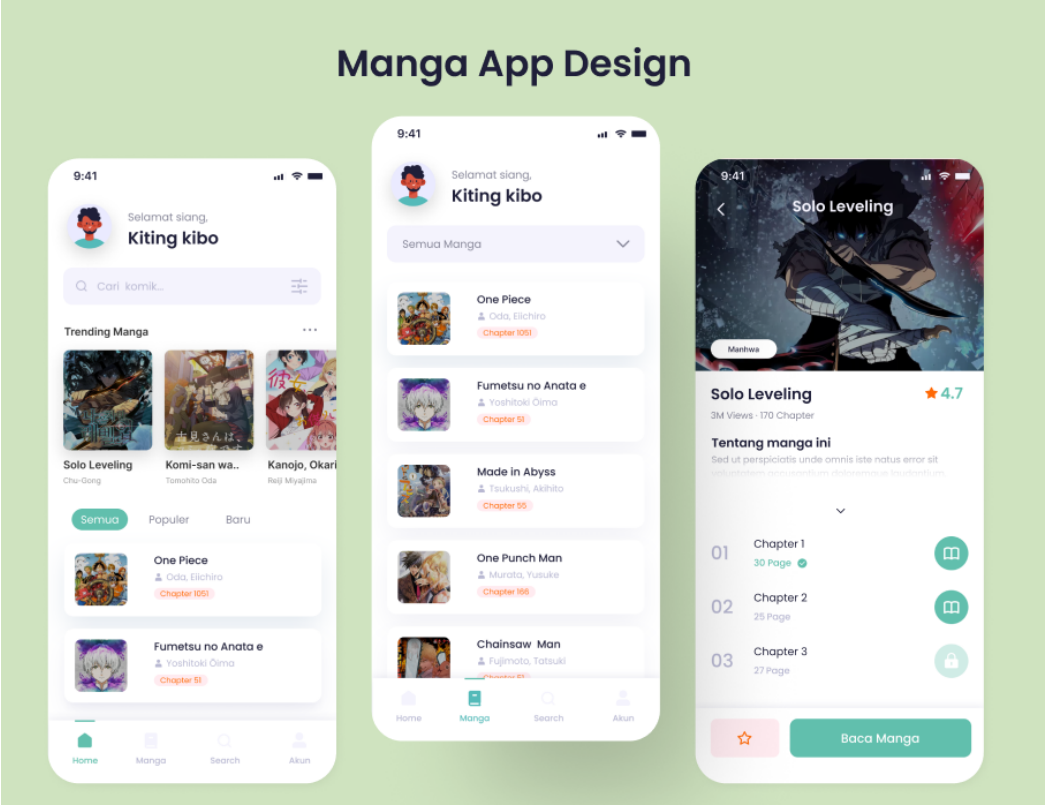 Manga App Design
9:41
Selamat siang,
Kiting kibo
Cari komik...
Trending Manga
Solo Leveling
Chu-Gong
Komi-san wa..
Tomohito Oda
Kanojo, Okari
Reiji Miyajima
Semua
Populer
Baru
One Piece
Oda, Eiichiro
Chapter 1051
Fumetsu no Anata e
Yoshitoki Ōima
Chapter 51
Home
Manga
Search
Akun
9:41
Selamat siang,
Kiting kibo
Semua Manga
One Piece
Oda, Eiichiro
Chapter 1051
Fumetsu no Anata e
Yoshitoki Ōima
Chapter 51
Made in Abyss
Tsukushi, Akihito
Chapter 55
One Punch Man
Murata, Yusuke
Chapter 166
Chainsaw Man
Fujimoto, Tatsuki
Home
Manga
Search
Akun
9:41
Solo Leveling
Manhwa
Solo Leveling
4.7
3M Views · 170 Chapter
Tentang manga ini
Sed ut perspiciatis unde omnis iste natus error sit
01
Chapter 1
30 Page
02
Chapter 2
25 Page
03
Chapter 3
27 Page
Baca Manga